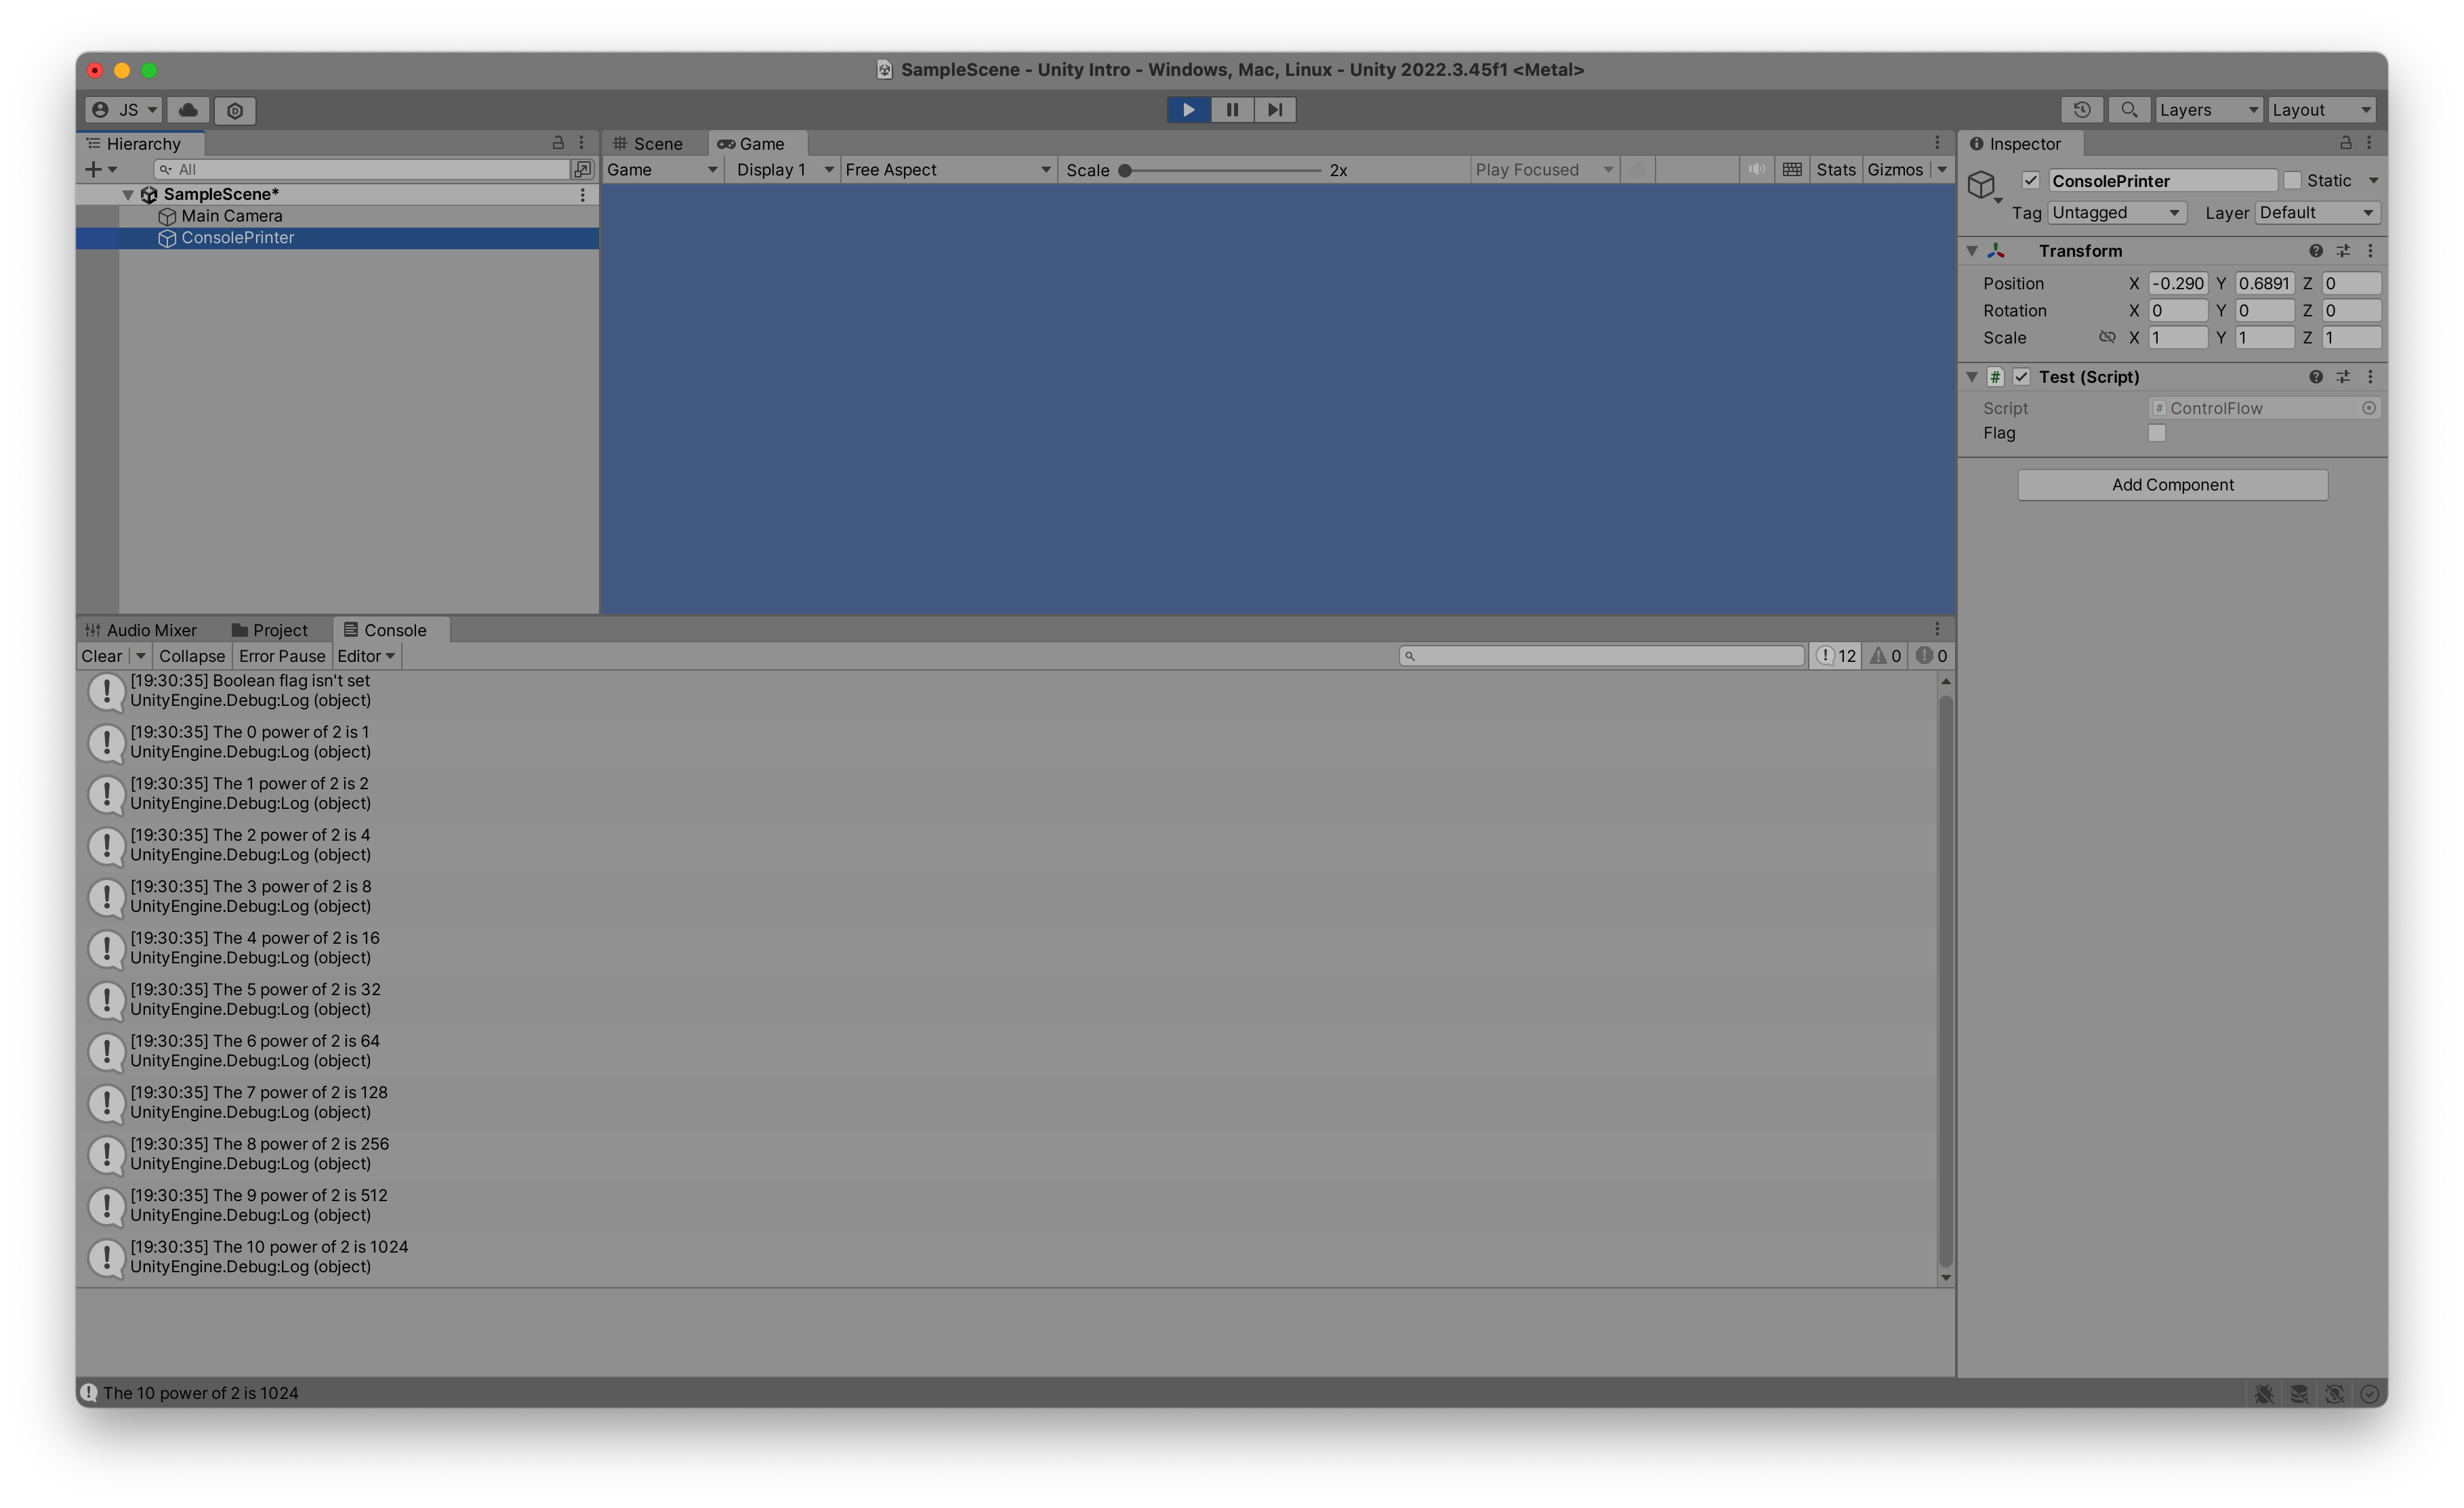 SampleScene - Unity Intro - Windows, Mac, Linux - Unity 2022.3.45f1 <Metal>
JS
Layers
Layout
Hierarchy
Scene
Game
Inspector
All
Game
Display 1
Free Aspect
Scale
2x
Play Focused
Stats
Gizmos
SampleScene*
Main Camera
ConsolePrinter
ConsolePrinter
Static
Tag
Untagged
Layer
Default
Transform
Position X -0.290 Y 0.6891 Z 0
Rotation X 0 Y 0 Z 0
Scale X 1 Y 1 Z 1
# Test (Script)
Script # ControlFlow
Flag
Add Component
Audio Mixer
Project
Console
Clear
Collapse
Error Pause
Editor
12
0
0
[19:30:35] Boolean flag isn't set
UnityEngine.Debug:Log (object)
[19:30:35] The 0 power of 2 is 1
UnityEngine.Debug:Log (object)
[19:30:35] The 1 power of 2 is 2
UnityEngine.Debug:Log (object)
[19:30:35] The 2 power of 2 is 4
UnityEngine.Debug:Log (object)
[19:30:35] The 3 power of 2 is 8
UnityEngine.Debug:Log (object)
[19:30:35] The 4 power of 2 is 16
UnityEngine.Debug:Log (object)
[19:30:35] The 5 power of 2 is 32
UnityEngine.Debug:Log (object)
[19:30:35] The 6 power of 2 is 64
UnityEngine.Debug:Log (object)
[19:30:35] The 7 power of 2 is 128
UnityEngine.Debug:Log (object)
[19:30:35] The 8 power of 2 is 256
UnityEngine.Debug:Log (object)
[19:30:35] The 9 power of 2 is 512
UnityEngine.Debug:Log (object)
[19:30:35] The 10 power of 2 is 1024
UnityEngine.Debug:Log (object)
The 10 power of 2 is 1024